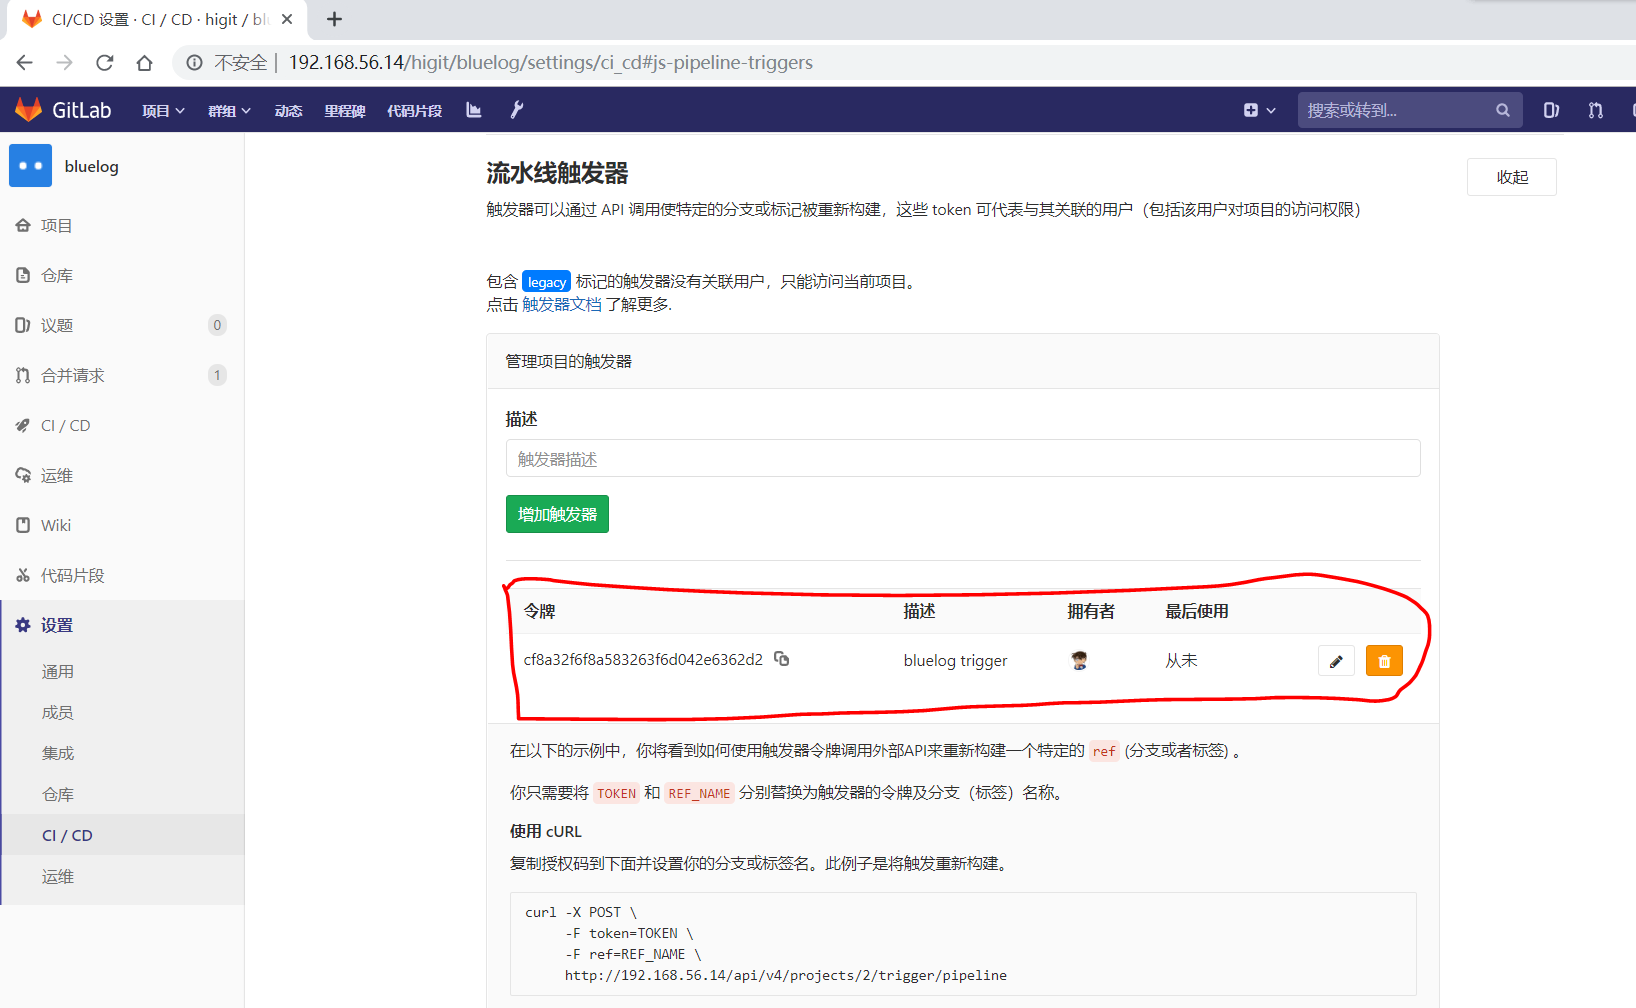 CI/CD 设置 · CI / CD · higit / bl
不安全 | 192.168.56.14/higit/bluelog/settings/ci_cd#js-pipeline-triggers
GitLab 项目 群组 动态 里程碑 代码片段 搜索或转到...
bluelog
项目
仓库
议题 0
合并请求 1
CI / CD
运维
Wiki
代码片段
设置
通用
成员
集成
仓库
CI / CD
运维
流水线触发器
收起
触发器可以通过 API 调用使特定的分支或标记被重新构建，这些 token 可代表与其关联的用户（包括该用户对项目的访问权限）
包含 legacy 标记的触发器没有关联用户，只能访问当前项目。
点击 触发器文档 了解更多.
管理项目的触发器
描述
触发器描述
增加触发器
令牌 描述 拥有者 最后使用
cf8a32f6f8a583263f6d042e6362d2 bluelog trigger 从未
在以下的示例中，你将看到如何使用触发器令牌调用外部API来重新构建一个特定的 ref (分支或者标签) 。
你只需要将 TOKEN 和 REF_NAME 分别替换为触发器的令牌及分支（标签）名称。
使用 cURL
复制授权码到下面并设置你的分支或标签名。此例子是将触发重新构建。
curl -X POST \
-F token=TOKEN \
-F ref=REF_NAME \
http://192.168.56.14/api/v4/projects/2/trigger/pipeline